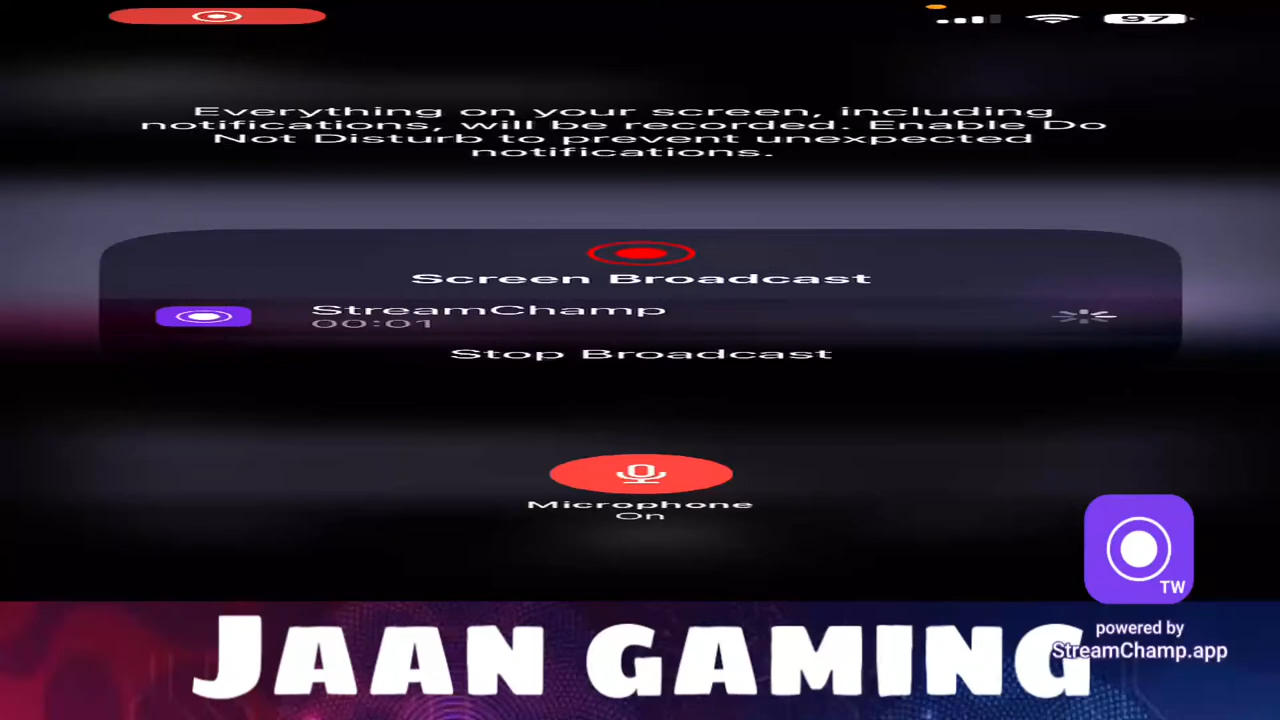 97
Everything on your screen, including
notifications, will be recorded. Enable Do
Not Disturb to prevent unexpected
notifications.
Screen Broadcast
StreamChamp
00:01
Stop Broadcast
Microphone
On
TW
powered by
StreamChamp.app
JAAN GAMING